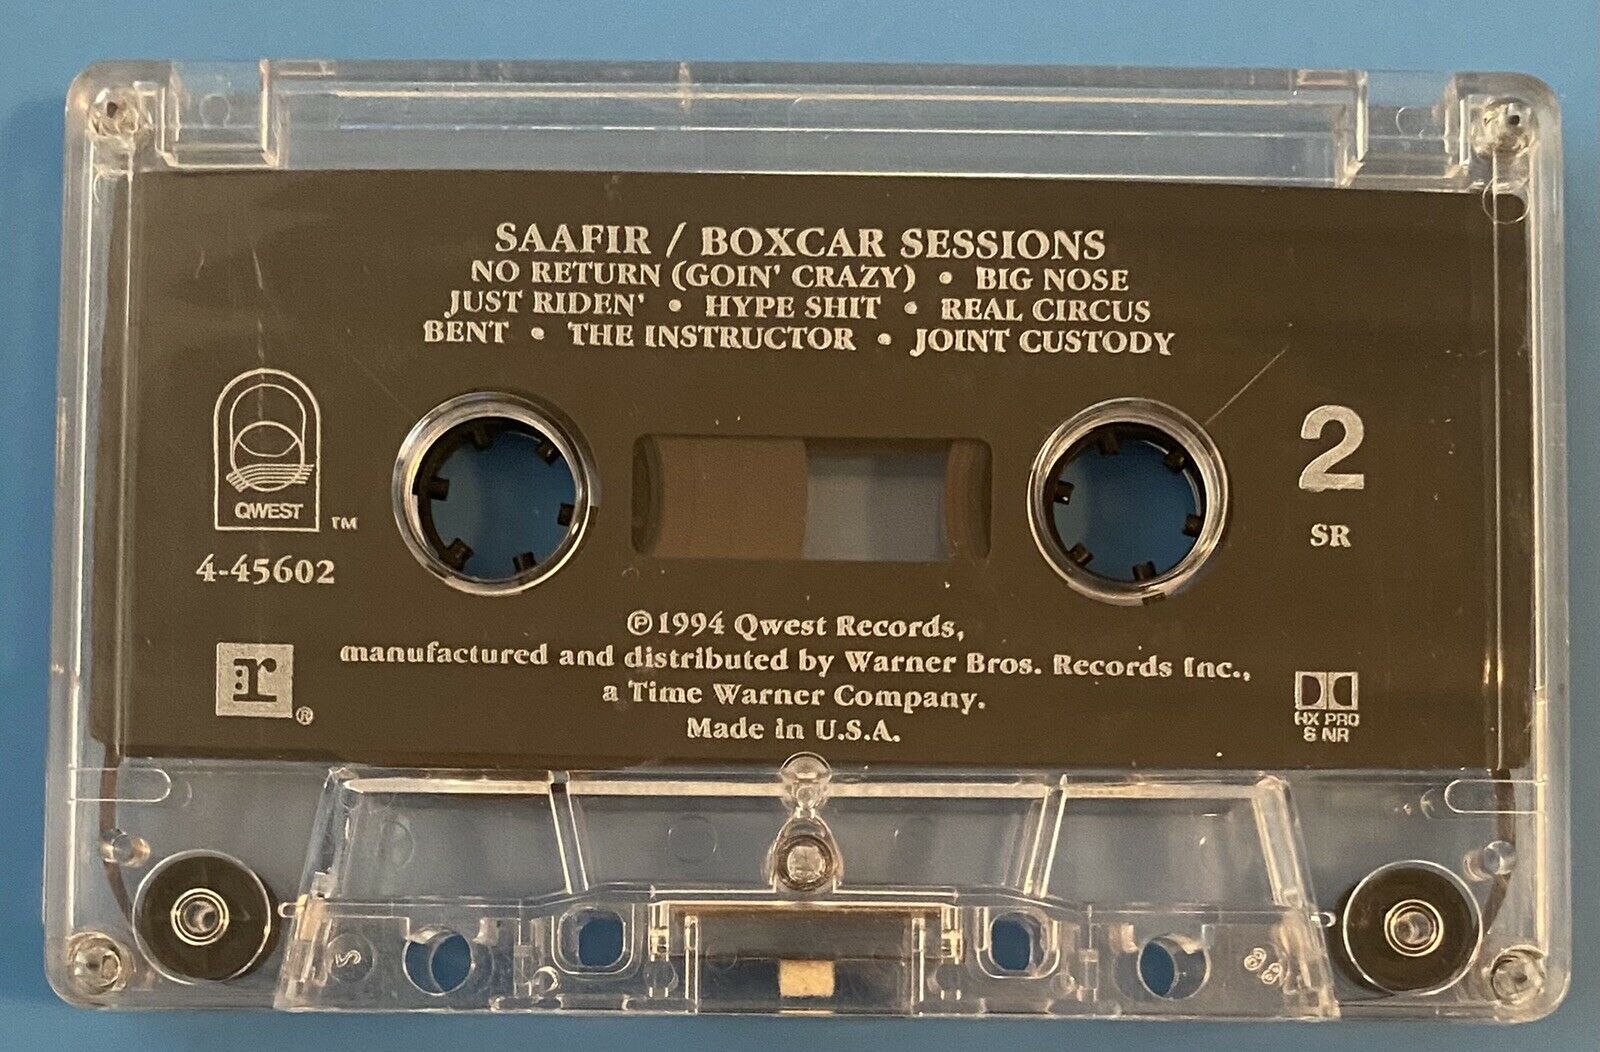 SAAFIR / BOXCAR SESSIONS
NO RETURN (GOIN' CRAZY) • BIG NOSE
JUST RIDEN' • HYPE SHIT • REAL CIRCUS
BENT • THE INSTRUCTOR • JOINT CUSTODY
QWEST ™
4-45602
2
SR
℗1994 Qwest Records,
manufactured and distributed by Warner Bros. Records Inc.,
a Time Warner Company.
Made in U.S.A.
r ®
HX PRO
& NR